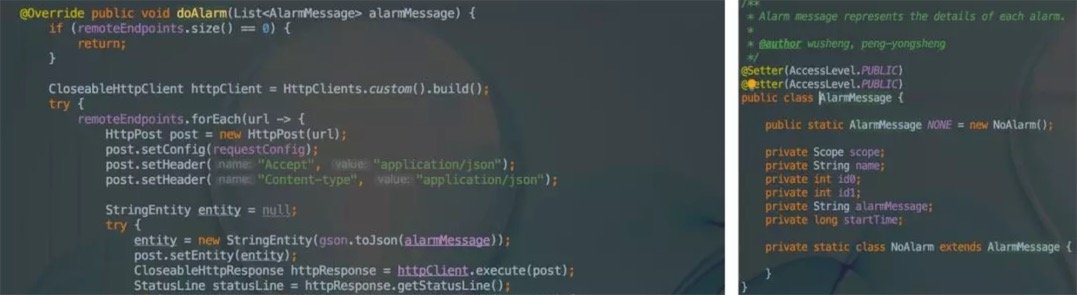 @Override public void doAlarm(List<AlarmMessage> alarmMessage) {
if (remoteEndpoints.size() == 0) {
return;
}
CloseableHttpClient httpClient = HttpClients.custom().build();
try {
remoteEndpoints.forEach(url -> {
HttpPost post = new HttpPost(url);
post.setConfig(requestConfig);
post.setHeader( name: "Accept", value: "application/json");
post.setHeader( name: "Content-type", value: "application/json");
StringEntity entity = null;
try {
entity = new StringEntity(gson.toJson(alarmMessage));
post.setEntity(entity);
CloseableHttpResponse httpResponse = httpClient.execute(post);
StatusLine statusLine = httpResponse.getStatusLine();
/**
* Alarm message represents the details of each alarm.
*
* @author wusheng, peng-yongsheng
*/
@Setter(AccessLevel.PUBLIC)
@Getter(AccessLevel.PUBLIC)
public class AlarmMessage {
public static AlarmMessage NONE = new NoAlarm();
private Scope scope;
private String name;
private int id0;
private int id1;
private String alarmMessage;
private long startTime;
private static class NoAlarm extends AlarmMessage {
}
}